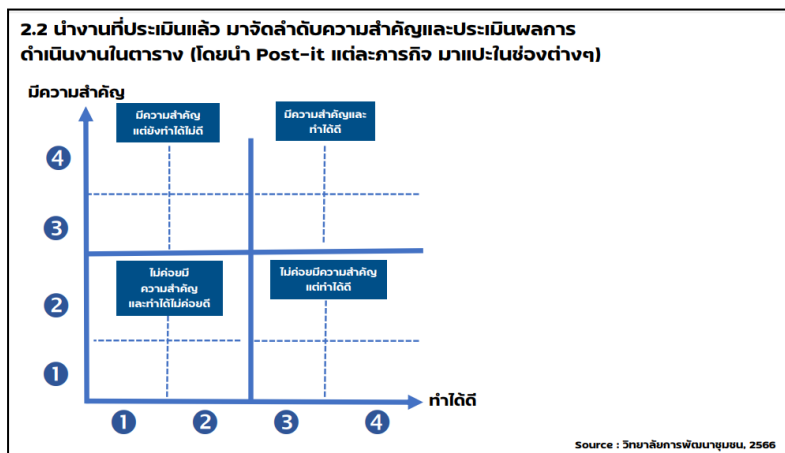 2.2 นำงานที่ประเมินแล้ว มาจัดลำดับความสำคัญและประเมินผลการ
ดำเนินงานในตาราง (โดยนำ Post-it แต่ละภารกิจ มาแปะในช่องต่างๆ)
มีความสำคัญ
มีความสำคัญ
แต่ยังทำได้ไม่ดี
มีความสำคัญและ
ทำได้ดี
4
3
ไม่ค่อยมี
ความสำคัญ
และทำได้ไม่ค่อยดี
ไม่ค่อยมีความสำคัญ
แต่ทำได้ดี
2
1
ทำได้ดี
1 2 3 4
Source : วิทยาลัยการพัฒนาชุมชน, 2566